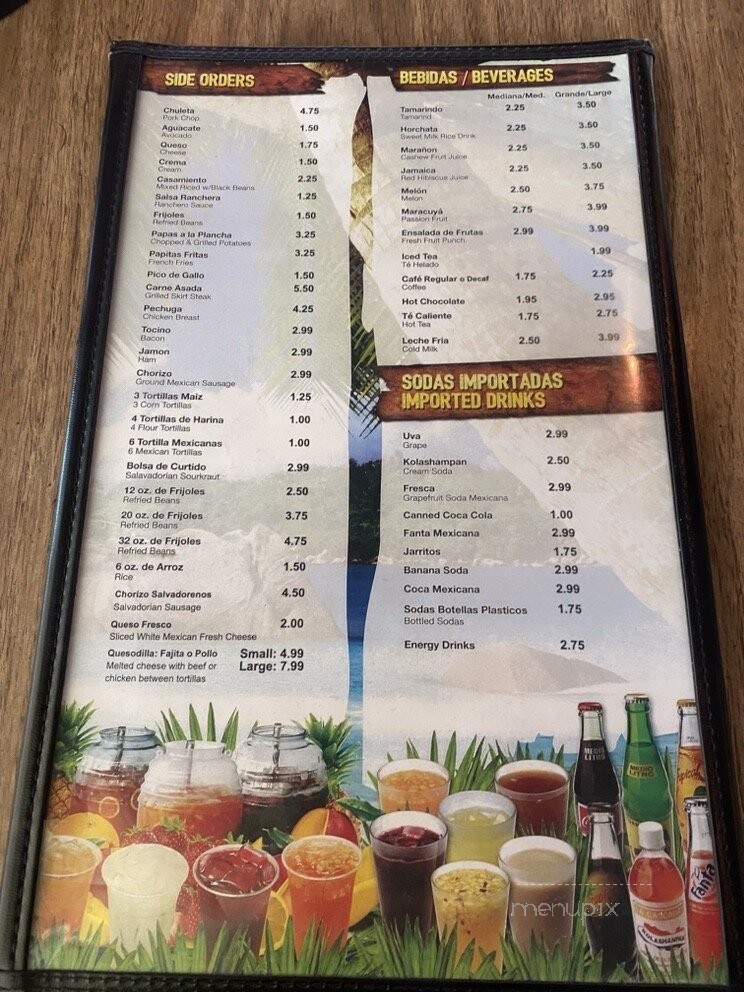 SIDE ORDERS
Chuleta 4.75
Pork Chop
Aguacate 1.50
Avocado
Queso 1.75
Cheese
Crema 1.50
Cream
Casamiento 2.25
Mixed Riced w/Black Beans
Salsa Ranchera 1.25
Ranchero Sauce
Frijoles 1.50
Refried Beans
Papas a la Plancha 3.25
Chopped & Grilled Potatoes
Papitas Fritas 3.25
French Fries
Pico de Gallo 1.50
Carne Asada 5.50
Grilled Skirt Steak
Pechuga 4.25
Chicken Breast
Tocino 2.99
Bacon
Jamon 2.99
Ham
Chorizo 2.99
Ground Mexican Sausage
3 Tortillas Maiz 1.25
3 Corn Tortillas
4 Tortillas de Harina 1.00
4 Flour Tortillas
6 Tortilla Mexicanas 1.00
6 Mexican Tortillas
Bolsa de Curtido 2.99
Salavadorian Sourkraut
12 oz. de Frijoles 2.50
Refried Beans
20 oz. de Frijoles 3.75
Refried Beans
32 oz. de Frijoles 4.75
Refried Beans
6 oz. de Arroz 1.50
Rice
Chorizo Salvadorenos 4.50
Salvadorian Sausage
Queso Fresco 2.00
Sliced White Mexican Fresh Cheese
Quesodilla: Fajita o Pollo Small: 4.99
Melted cheese with beef or Large: 7.99
chicken between tortillas
BEBIDAS / BEVERAGES
Mediana/Med. Grande/Large
Tamarindo 2.25 3.50
Tamarind
Horchata 2.25 3.50
Sweet Milk Rice Drink
Marañon 2.25 3.50
Cashew Fruit Juice
Jamaica 2.25 3.50
Red Hibiscus Juice
Melón 2.50 3.75
Melon
Maracuyá 2.75 3.99
Passion Fruit
Ensalada de Frutas 2.99 3.99
Fresh Fruit Punch
Iced Tea 1.99
Té Helado
Café Regular o Decaf 1.75 2.25
Coffee
Hot Chocolate 1.95 2.95
Té Caliente 1.75 2.75
Hot Tea
Leche Fria 2.50 3.99
Cold Milk
SODAS IMPORTADAS
IMPORTED DRINKS
Uva 2.99
Grape
Kolashampan 2.50
Cream Soda
Fresca 2.99
Grapefruit Soda Mexicana
Canned Coca Cola 1.00
Fanta Mexicana 2.99
Jarritos 1.75
Banana Soda 2.99
Coca Mexicana 2.99
Sodas Botellas Plasticos 1.75
Bottled Sodas
Energy Drinks 2.75
MEDIO
LITRO
MEDIO
LITRO
Fanta
KOLASHANPAN
menupix